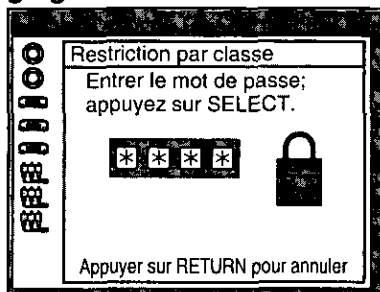 Restriction par classe
Entrer le mot de passe;
appuyez sur SELECT.
* * * *
Appuyer sur RETURN pour annuler